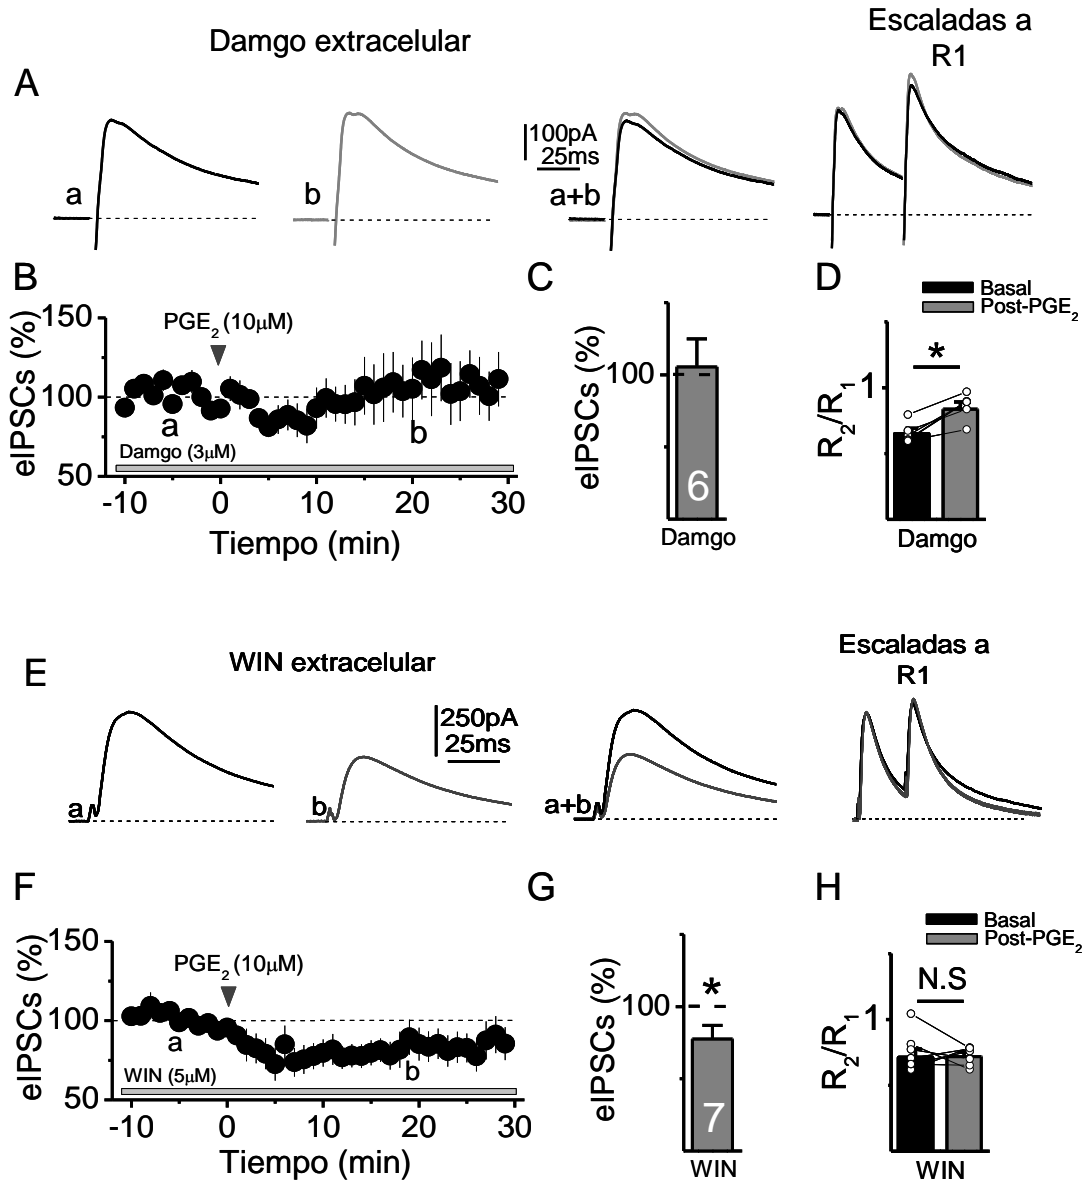 Damgo extracelular
Escaladas a
R1
A
a
b
100pA
25ms
a+b
B
C
D
Basal
Post-PGE2
eIPSCs (%)
150
100
50
PGE2 (10µM)
a
b
Damgo (3µM)
-10 0 10 20 30
Tiempo (min)
eIPSCs (%)
100
6
Damgo
R2/R1
1
*
Damgo
E
WIN extracelular
Escaladas a
R1
a
b
250pA
25ms
a+b
F
G
H
Basal
Post-PGE2
eIPSCs (%)
150
100
50
PGE2 (10µM)
a
b
WIN (5µM)
-10 0 10 20 30
Tiempo (min)
eIPSCs (%)
100
*
7
WIN
R2/R1
1
N.S
WIN